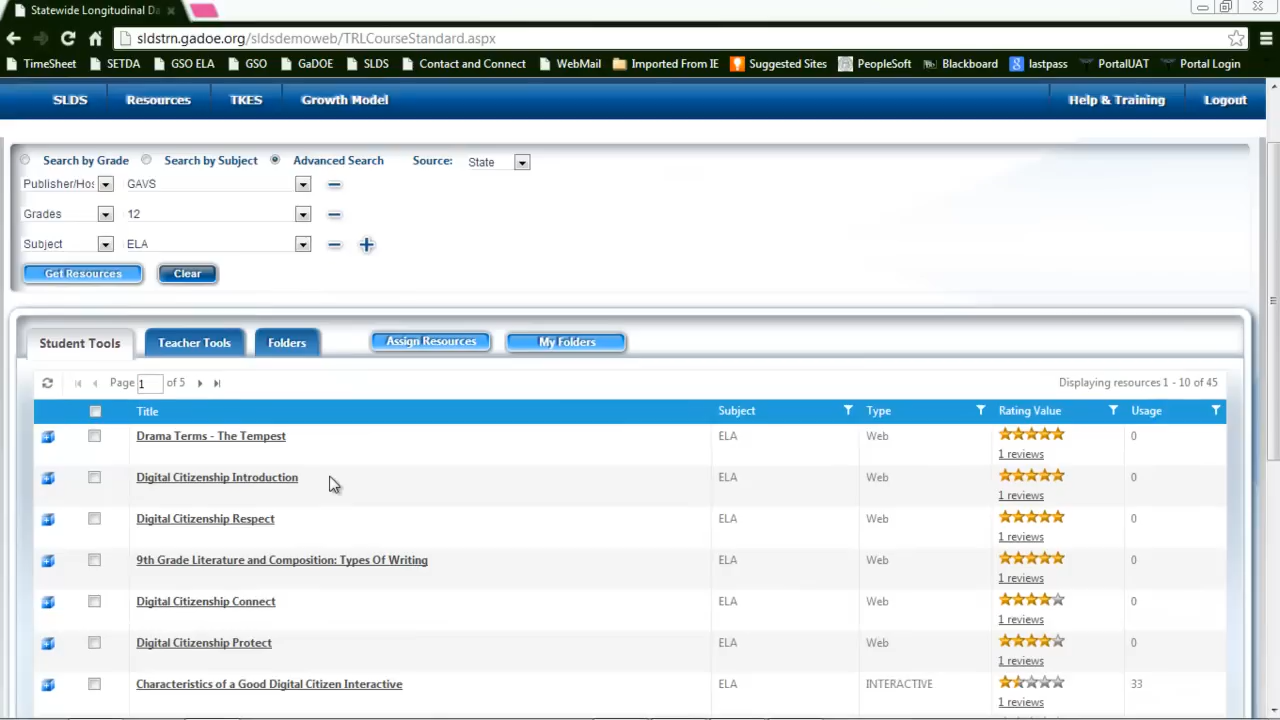 Statewide Longitudinal Da
sldstrn.gadoe.org/sldsdemoweb/TRLCourseStandard.aspx
TimeSheet SETDA GSO ELA GSO GaDOE SLDS Contact and Connect WebMail Imported From IE Suggested Sites PeopleSoft Blackboard lastpass PortalUAT Portal Login
SLDS Resources TKES Growth Model Help & Training Logout
Search by Grade Search by Subject Advanced Search Source: State
Publisher/Hos GAVS
Grades 12
Subject ELA
Get Resources Clear
Student Tools Teacher Tools Folders Assign Resources My Folders
Page 1 of 5 Displaying resources 1 - 10 of 45
Title Subject Type Rating Value Usage
Drama Terms - The Tempest ELA Web 0
1 reviews
Digital Citizenship Introduction ELA Web 0
1 reviews
Digital Citizenship Respect ELA Web 0
1 reviews
9th Grade Literature and Composition: Types Of Writing ELA Web 0
1 reviews
Digital Citizenship Connect ELA Web 0
1 reviews
Digital Citizenship Protect ELA Web 0
1 reviews
Characteristics of a Good Digital Citizen Interactive ELA INTERACTIVE 33
1 reviews